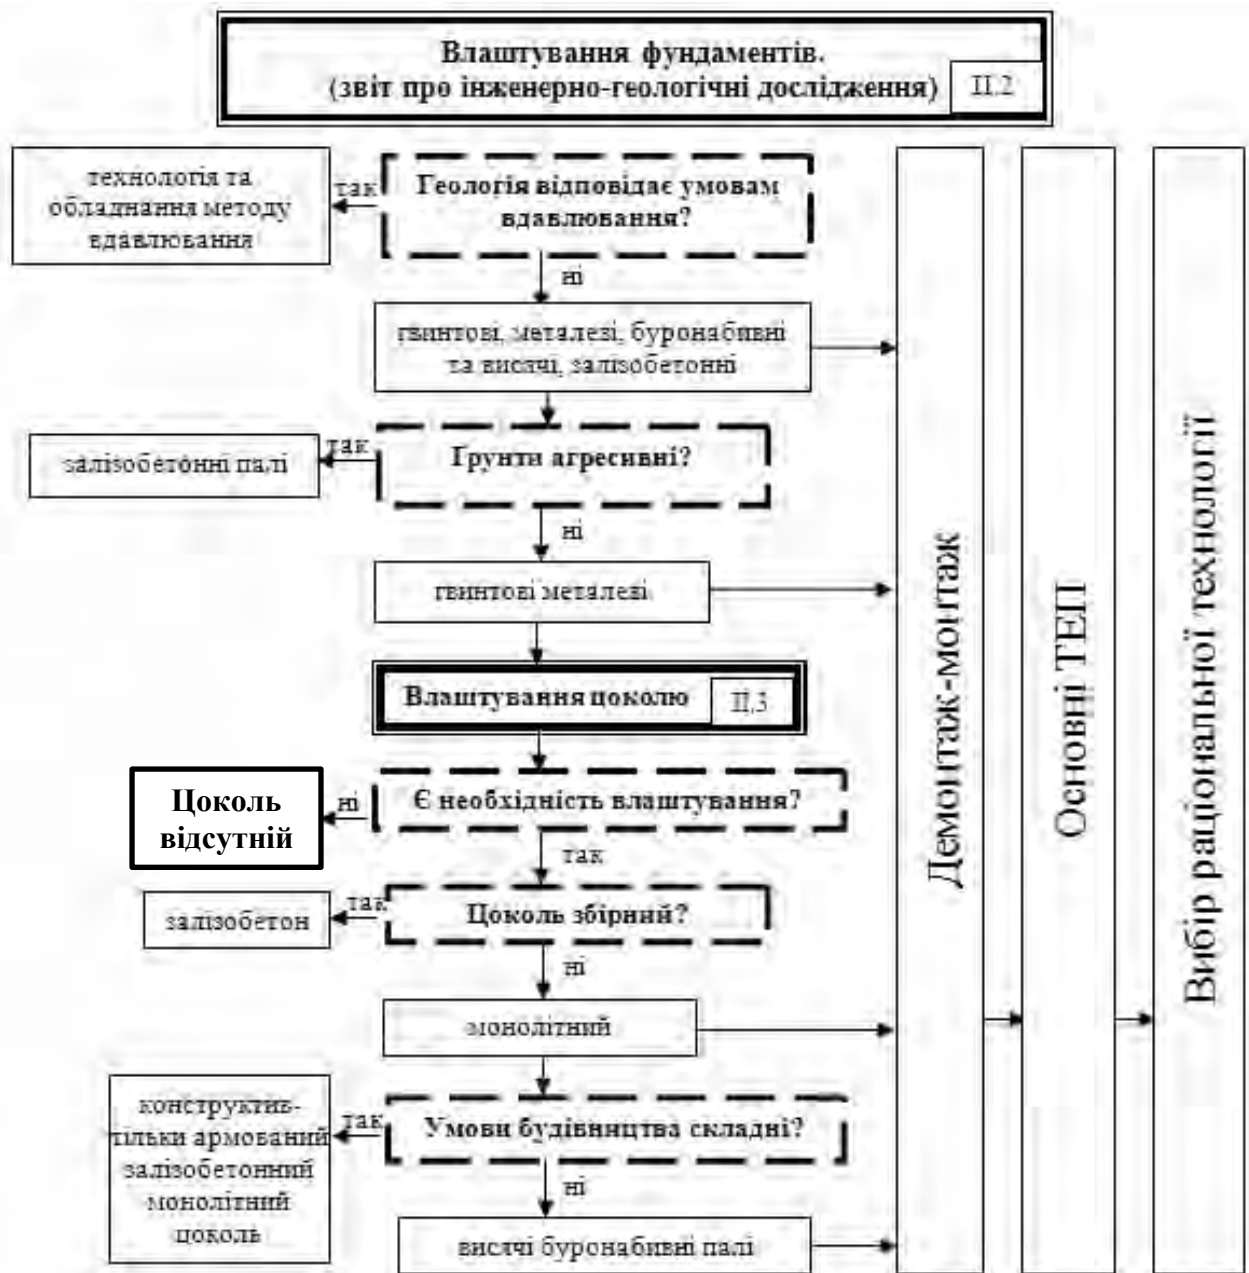 Влаштування фундаментів.
(звіт про інженерно-геологічні дослідження)
ІІ.2
технологія та
обладнання методу
вдавлювання
так
Геологія відповідає умовам
вдавлювання?
ні
гвинтові, металеві, буронабивні
та висячі, залізобетонні
залізобетонні палі
так
Ґрунти агресивні?
ні
гвинтові металеві
Влаштування цоколю
ІІ.3
Цоколь
відсутній
ні
Є необхідність влаштування?
так
залізобетон
так
Цоколь збірний?
ні
монолітний
конструктив-
тільки армований
залізобетонний
монолітний
цоколь
так
Умови будівництва складні?
ні
висячі буронабивні палі
Демонтаж-монтаж
Основні ТЕП
Вибір раціональної технології